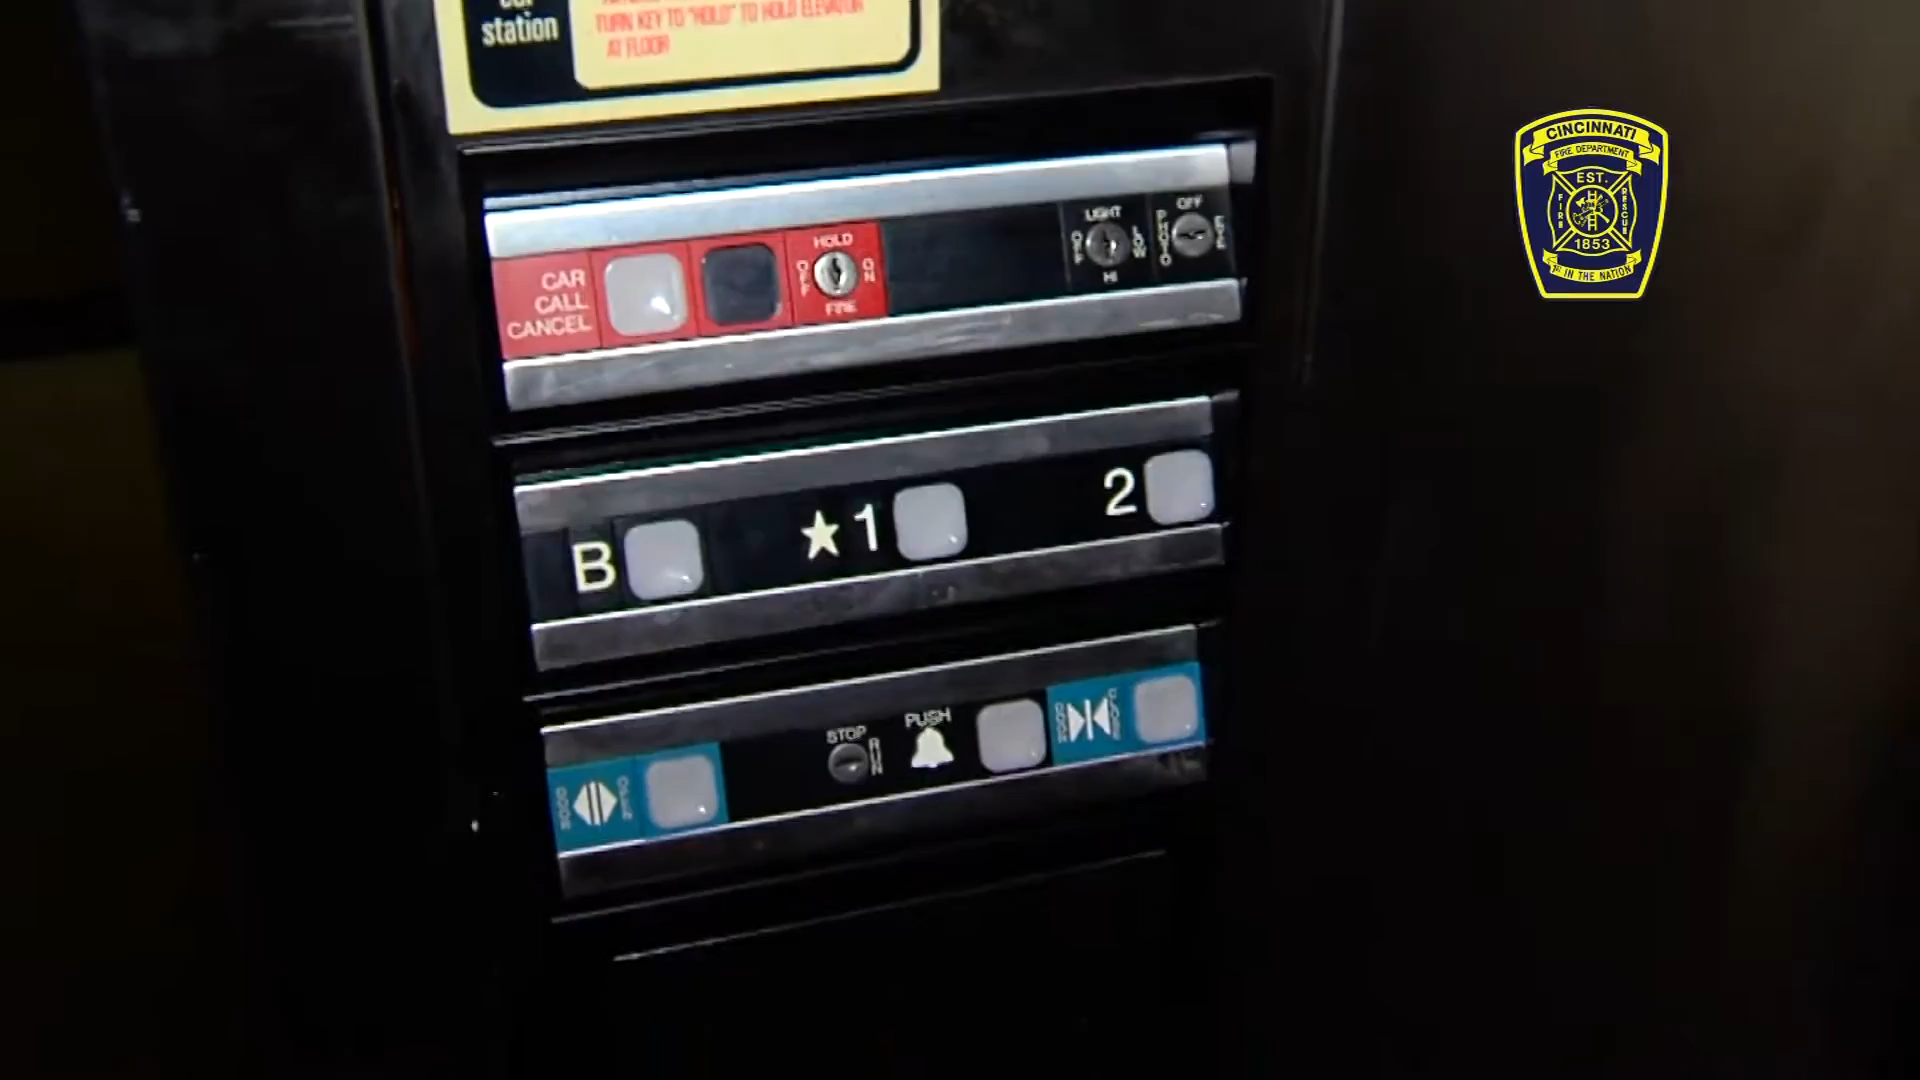 car
station
TURN KEY TO "HOLD" TO HOLD ELEVATOR
AT FLOOR
CAR
CALL
CANCEL
HOLD
OFF
ON
FIRE
LIGHT
OFF
LOW
HI
OFF
PHOTO
EYE
B
★1
2
DOOR
OPEN
STOP
RUN
PUSH
DOOR
CLOSE
CINCINNATI
FIRE DEPARTMENT
EST.
FIRE
RESCUE
1853
1ST IN THE NATION